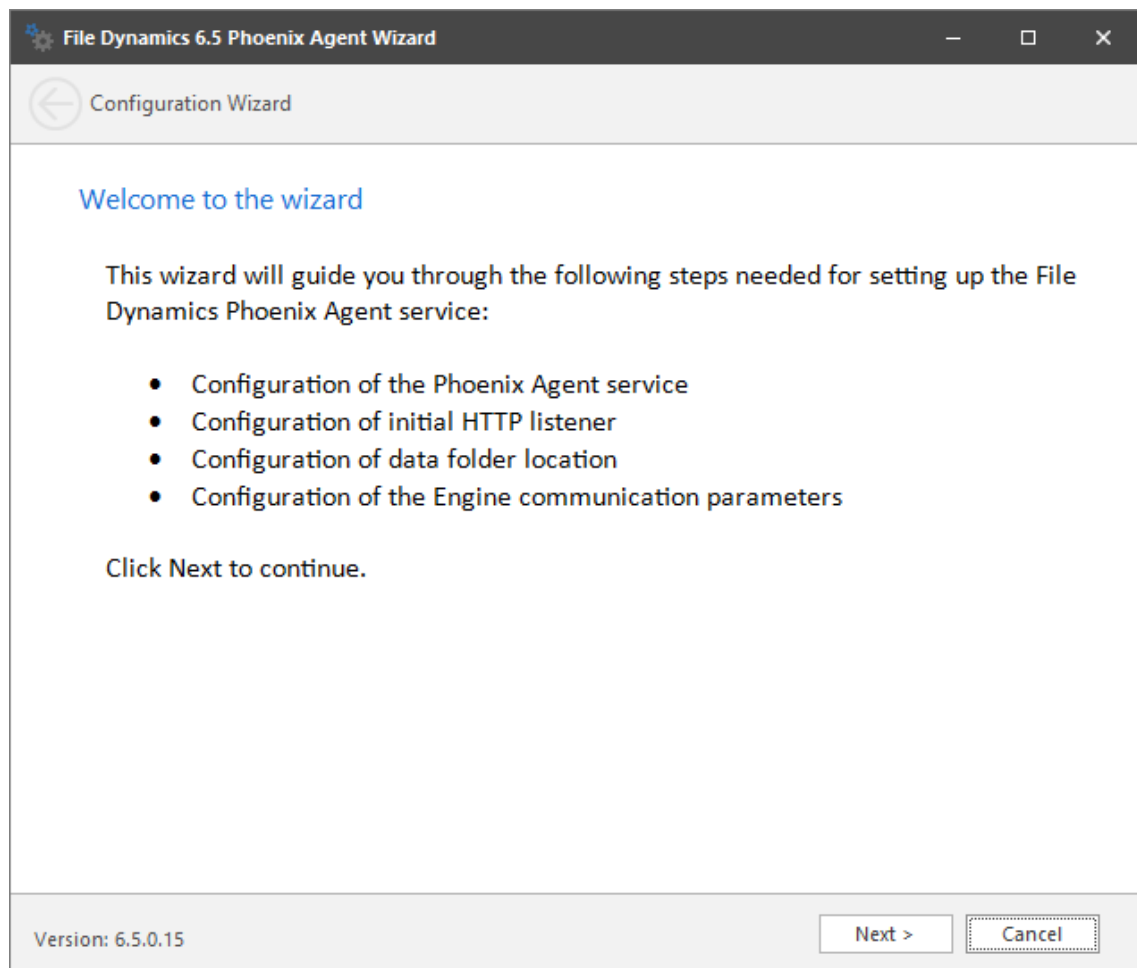 File Dynamics 6.5 Phoenix Agent Wizard
Configuration Wizard
Welcome to the wizard
This wizard will guide you through the following steps needed for setting up the File
Dynamics Phoenix Agent service:
• Configuration of the Phoenix Agent service
• Configuration of initial HTTP listener
• Configuration of data folder location
• Configuration of the Engine communication parameters
Click Next to continue.
Version: 6.5.0.15
Next >
Cancel